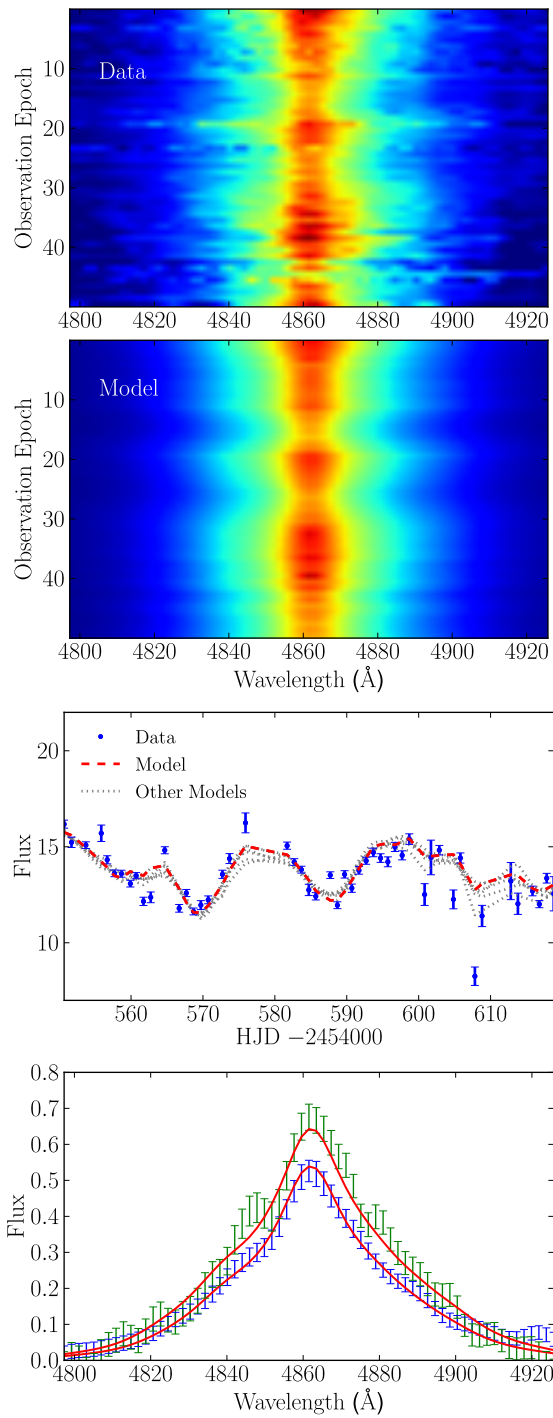 Data
Observation Epoch
10
20
30
40
4800 4820 4840 4860 4880 4900 4920
Model
Observation Epoch
10
20
30
40
4800 4820 4840 4860 4880 4900 4920
Wavelength (Å)
20
15
10
Flux
Data
Model
Other Models
560 570 580 590 600 610
HJD −2454000
0.8
0.7
0.6
0.5
0.4
0.3
0.2
0.1
0.0
Flux
4800 4820 4840 4860 4880 4900 4920
Wavelength (Å)